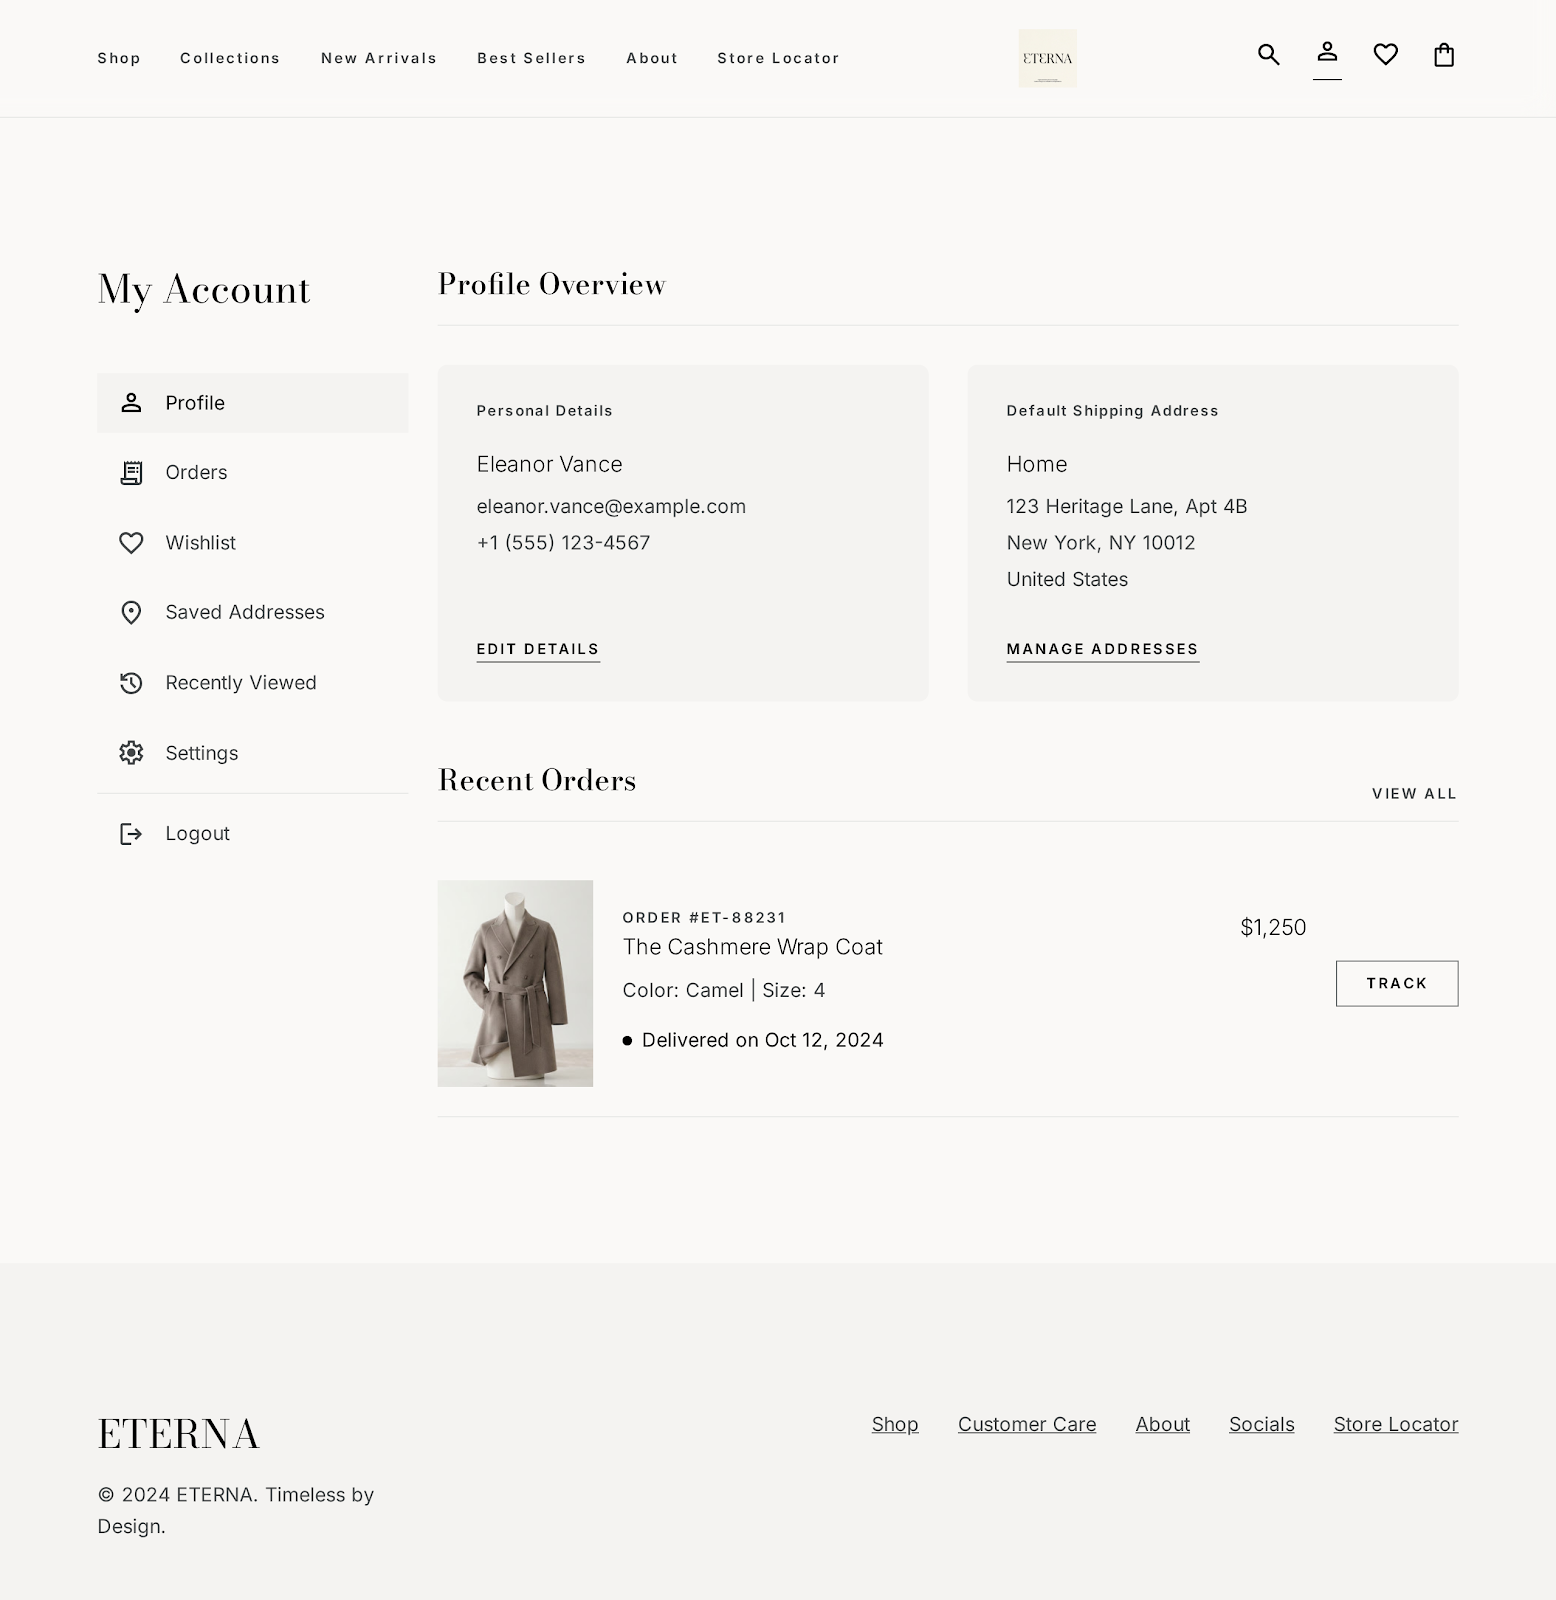 Shop Collections New Arrivals Best Sellers About Store Locator
ETERNA
My Account
Profile
Orders
Wishlist
Saved Addresses
Recently Viewed
Settings
Logout
Profile Overview
Personal Details
Eleanor Vance
eleanor.vance@example.com
+1 (555) 123-4567
EDIT DETAILS
Default Shipping Address
Home
123 Heritage Lane, Apt 4B
New York, NY 10012
United States
MANAGE ADDRESSES
Recent Orders
VIEW ALL
ORDER #ET-88231
The Cashmere Wrap Coat
Color: Camel | Size: 4
Delivered on Oct 12, 2024
$1,250
TRACK
ETERNA
© 2024 ETERNA. Timeless by
Design.
Shop Customer Care About Socials Store Locator